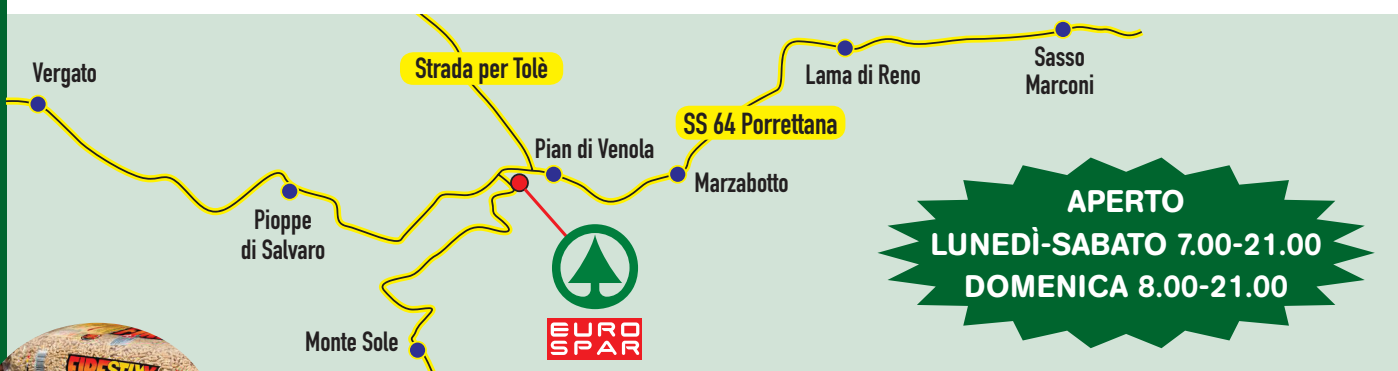 Vergato
Strada per Tolè
Lama di Reno
Sasso
Marconi
SS 64 Porrettana
Pian di Venola
Marzabotto
Pioppe
di Salvaro
APERTO
LUNEDÌ-SABATO 7.00-21.00
DOMENICA 8.00-21.00
EURO
SPAR
Monte Sole